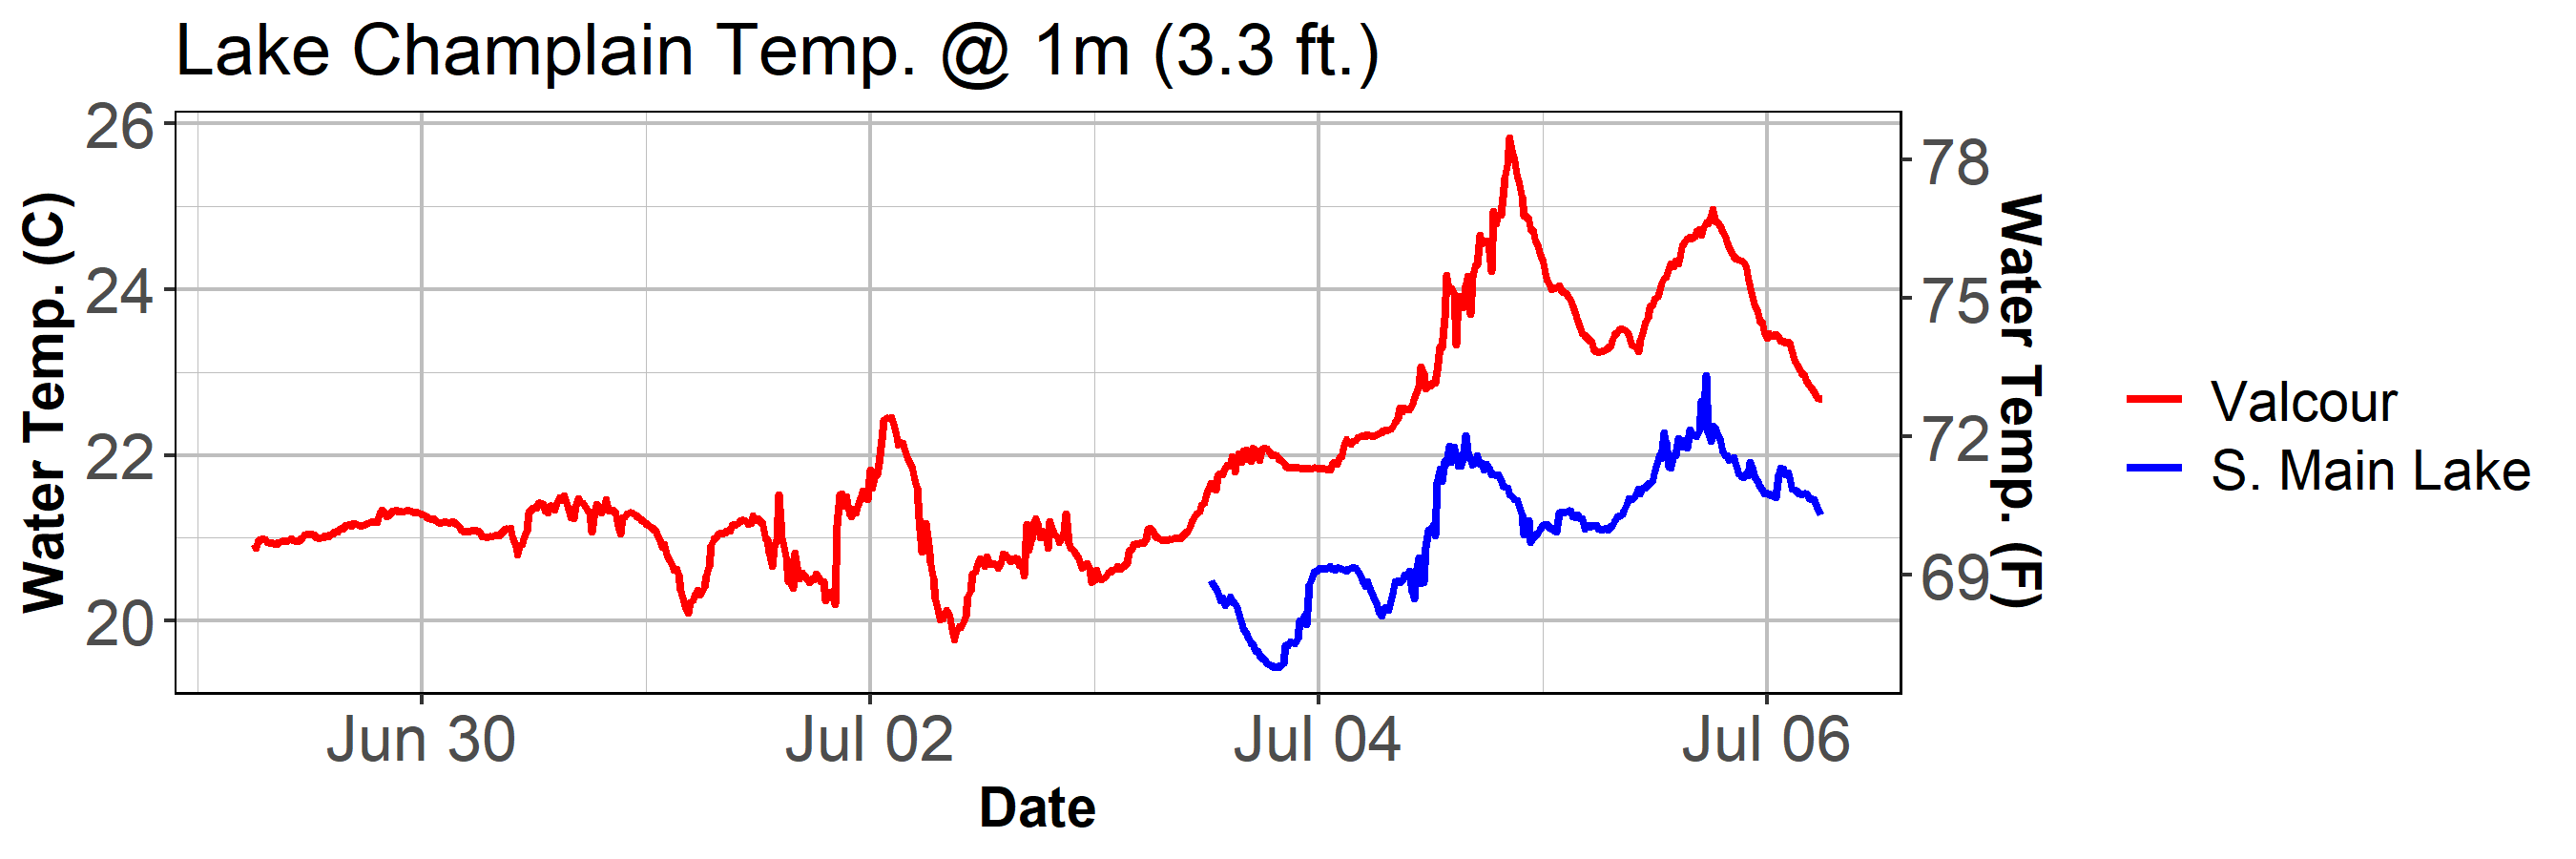 Lake Champlain Temp. @ 1m (3.3 ft.)
Water Temp. (C)
26
24
22
20
78
75
72
69
Water Temp. (F)
Jun 30
Jul 02
Jul 04
Jul 06
Date
Valcour
S. Main Lake